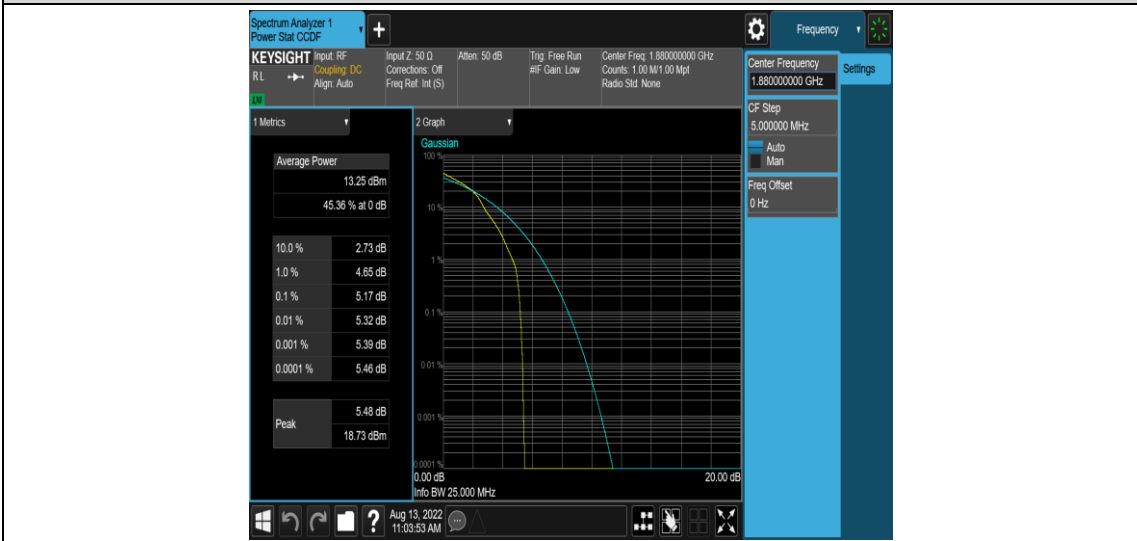 Spectrum Analyzer 1
Power Stat CCDF
+
Frequency
KEYSIGHT
RL
LXI
Input: RF
Coupling: DC
Align: Auto
Input Z: 50 Ω
Corrections: Off
Freq Ref: Int (S)
Atten: 50 dB
Trig: Free Run
#IF Gain: Low
Center Freq: 1.880000000 GHz
Counts: 1.00 M/1.00 Mpt
Radio Std: None
Center Frequency
1.880000000 GHz
Settings
CF Step
5.000000 MHz
Auto
Man
Freq Offset
0 Hz
1 Metrics
Average Power
13.25 dBm
45.36 % at 0 dB
10.0 % 2.73 dB
1.0 % 4.65 dB
0.1 % 5.17 dB
0.01 % 5.32 dB
0.001 % 5.39 dB
0.0001 % 5.46 dB
Peak 5.48 dB
18.73 dBm
2 Graph
Gaussian
100 %
10 %
1 %
0.1 %
0.01 %
0.001 %
0.0001 %
0.00 dB 20.00 dB
Info BW 25.000 MHz
?
Aug 13, 2022
11:03:53 AM